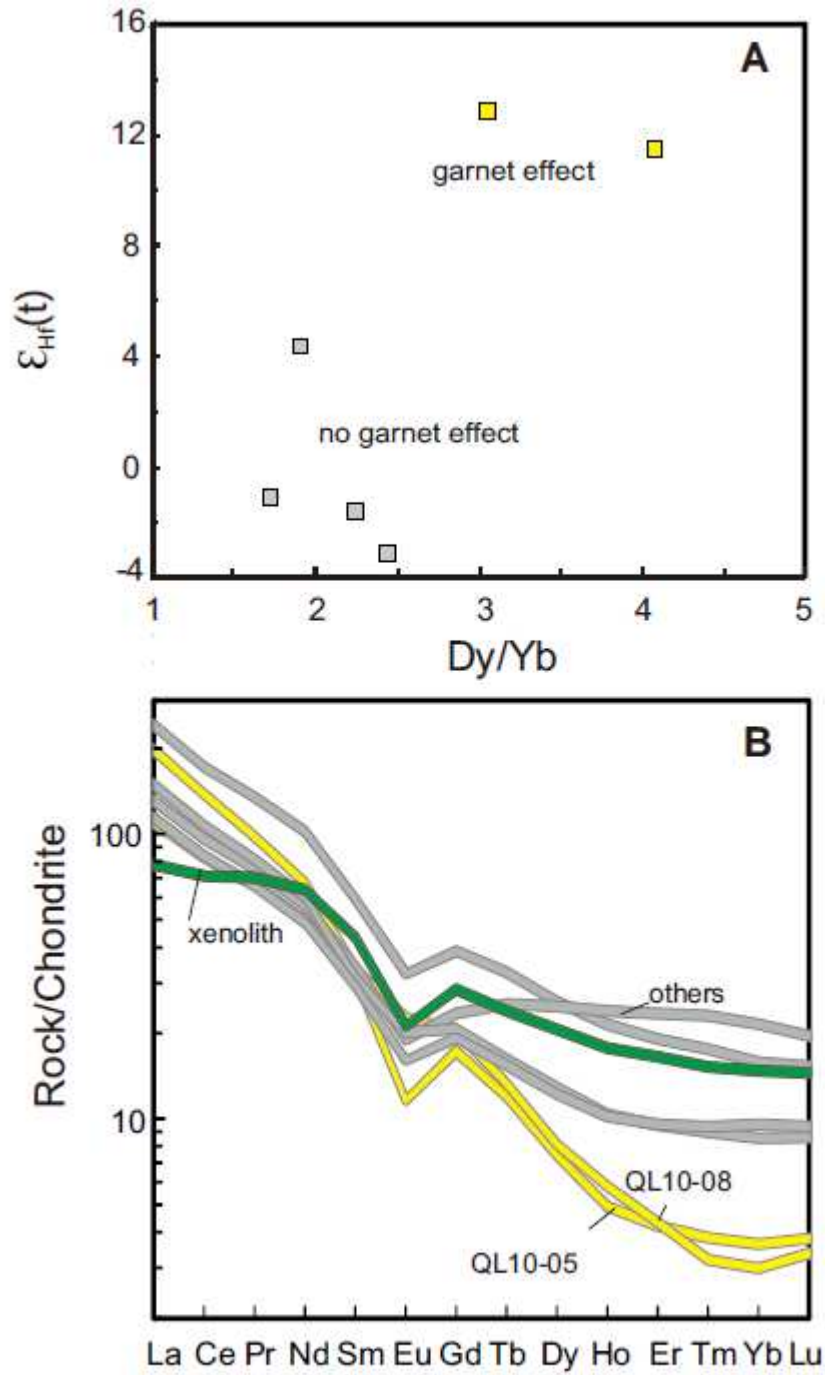 16
A
12
garnet effect
8
εHf(t)
4
no garnet effect
0
-4
1 2 3 4 5
Dy/Yb
B
100
Rock/Chondrite
xenolith
others
10
QL10-08
QL10-05
La Ce Pr Nd Sm Eu Gd Tb Dy Ho Er Tm Yb Lu